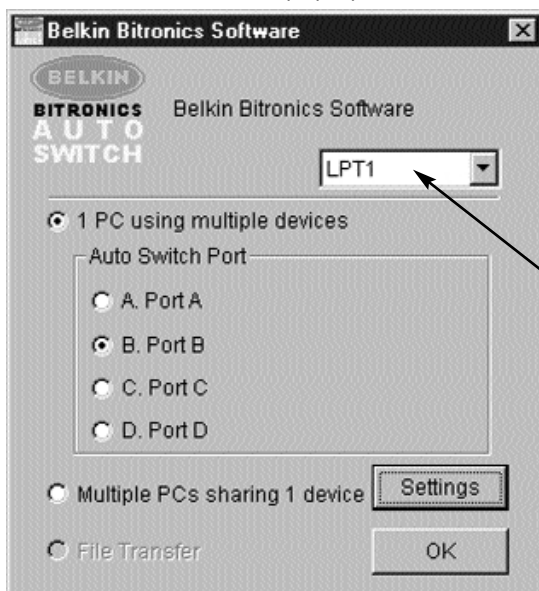 Belkin Bitronics Software
BELKIN
BITRONICS
AUTO
SWITCH
Belkin Bitronics Software
LPT1
1 PC using multiple devices
Auto Switch Port
A. Port A
B. Port B
C. Port C
D. Port D
Multiple PCs sharing 1 device
Settings
File Transfer
OK